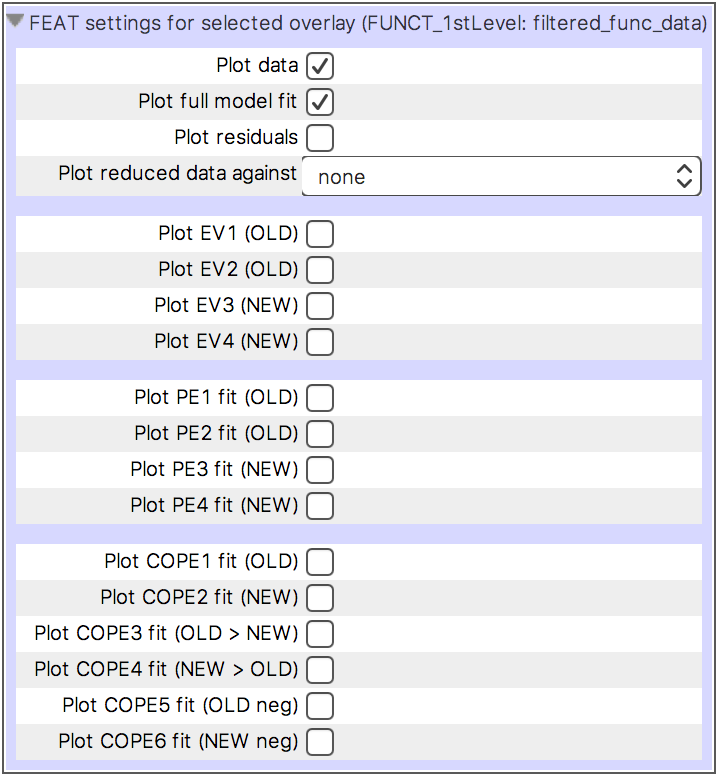 FEAT settings for selected overlay (FUNCT_1stLevel: filtered_func_data)
Plot data
Plot full model fit
Plot residuals
Plot reduced data against none
Plot EV1 (OLD)
Plot EV2 (OLD)
Plot EV3 (NEW)
Plot EV4 (NEW)
Plot PE1 fit (OLD)
Plot PE2 fit (OLD)
Plot PE3 fit (NEW)
Plot PE4 fit (NEW)
Plot COPE1 fit (OLD)
Plot COPE2 fit (NEW)
Plot COPE3 fit (OLD > NEW)
Plot COPE4 fit (NEW > OLD)
Plot COPE5 fit (OLD neg)
Plot COPE6 fit (NEW neg)